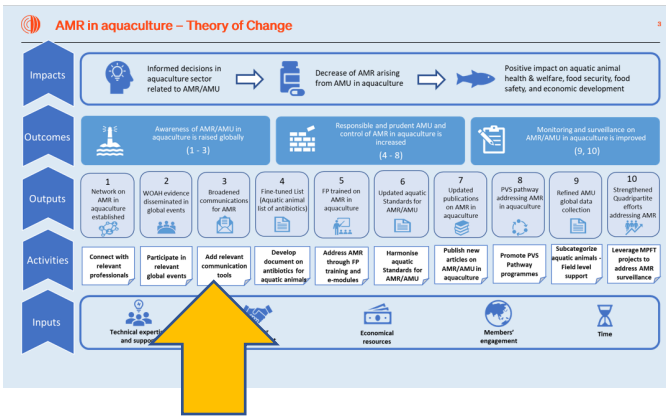 AMR in aquaculture – Theory of Change
3
Impacts
Informed decisions in
aquaculture sector
related to AMR/AMU
Decrease of AMR arising
from AMU in aquaculture
Positive impact on aquatic animal
health & welfare, food security, food
safety, and economic development
Outcomes
Awareness of AMR/AMU in
aquaculture is raised globally
(1 - 3)
Responsible and prudent AMU and
control of AMR in aquaculture is
increased
(4 - 8)
Monitoring and surveillance on
AMR/AMU in aquaculture is improved
(9, 10)
Outputs
1
Network on
AMR in
aquaculture
established
2
WOAH evidence
disseminated in
global events
3
Broadened
communications
for AMR
4
Fine-tuned List
(Aquatic animal
list of antibiotics)
5
FP trained on
AMR in
aquaculture
6
Updated aquatic
Standards for
AMR/AMU
7
Updated
publications
on AMR in
aquaculture
8
PVS pathway
addressing AMR
in aquaculture
9
Refined AMU
global data
collection
10
Strengthened
Quadripartite
efforts
addressing AMR
Activities
Connect with
relevant
professionals
Participate in
relevant
global events
Add relevant
communication
tools
Develop
document on
antibiotics for
aquatic animals
Address AMR
through FP
training and
e-modules
Harmonise
aquatic
Standards for
AMR/AMU
Publish new
articles on
AMR/AMU in
aquaculture
Promote PVS
Pathway
programmes
Subcategorize
aquatic animals -
Field level
support
Leverage MPFT
projects to
address AMR
surveillance
Inputs
Technical
and
Economical
resources
Members'
engagement
Time